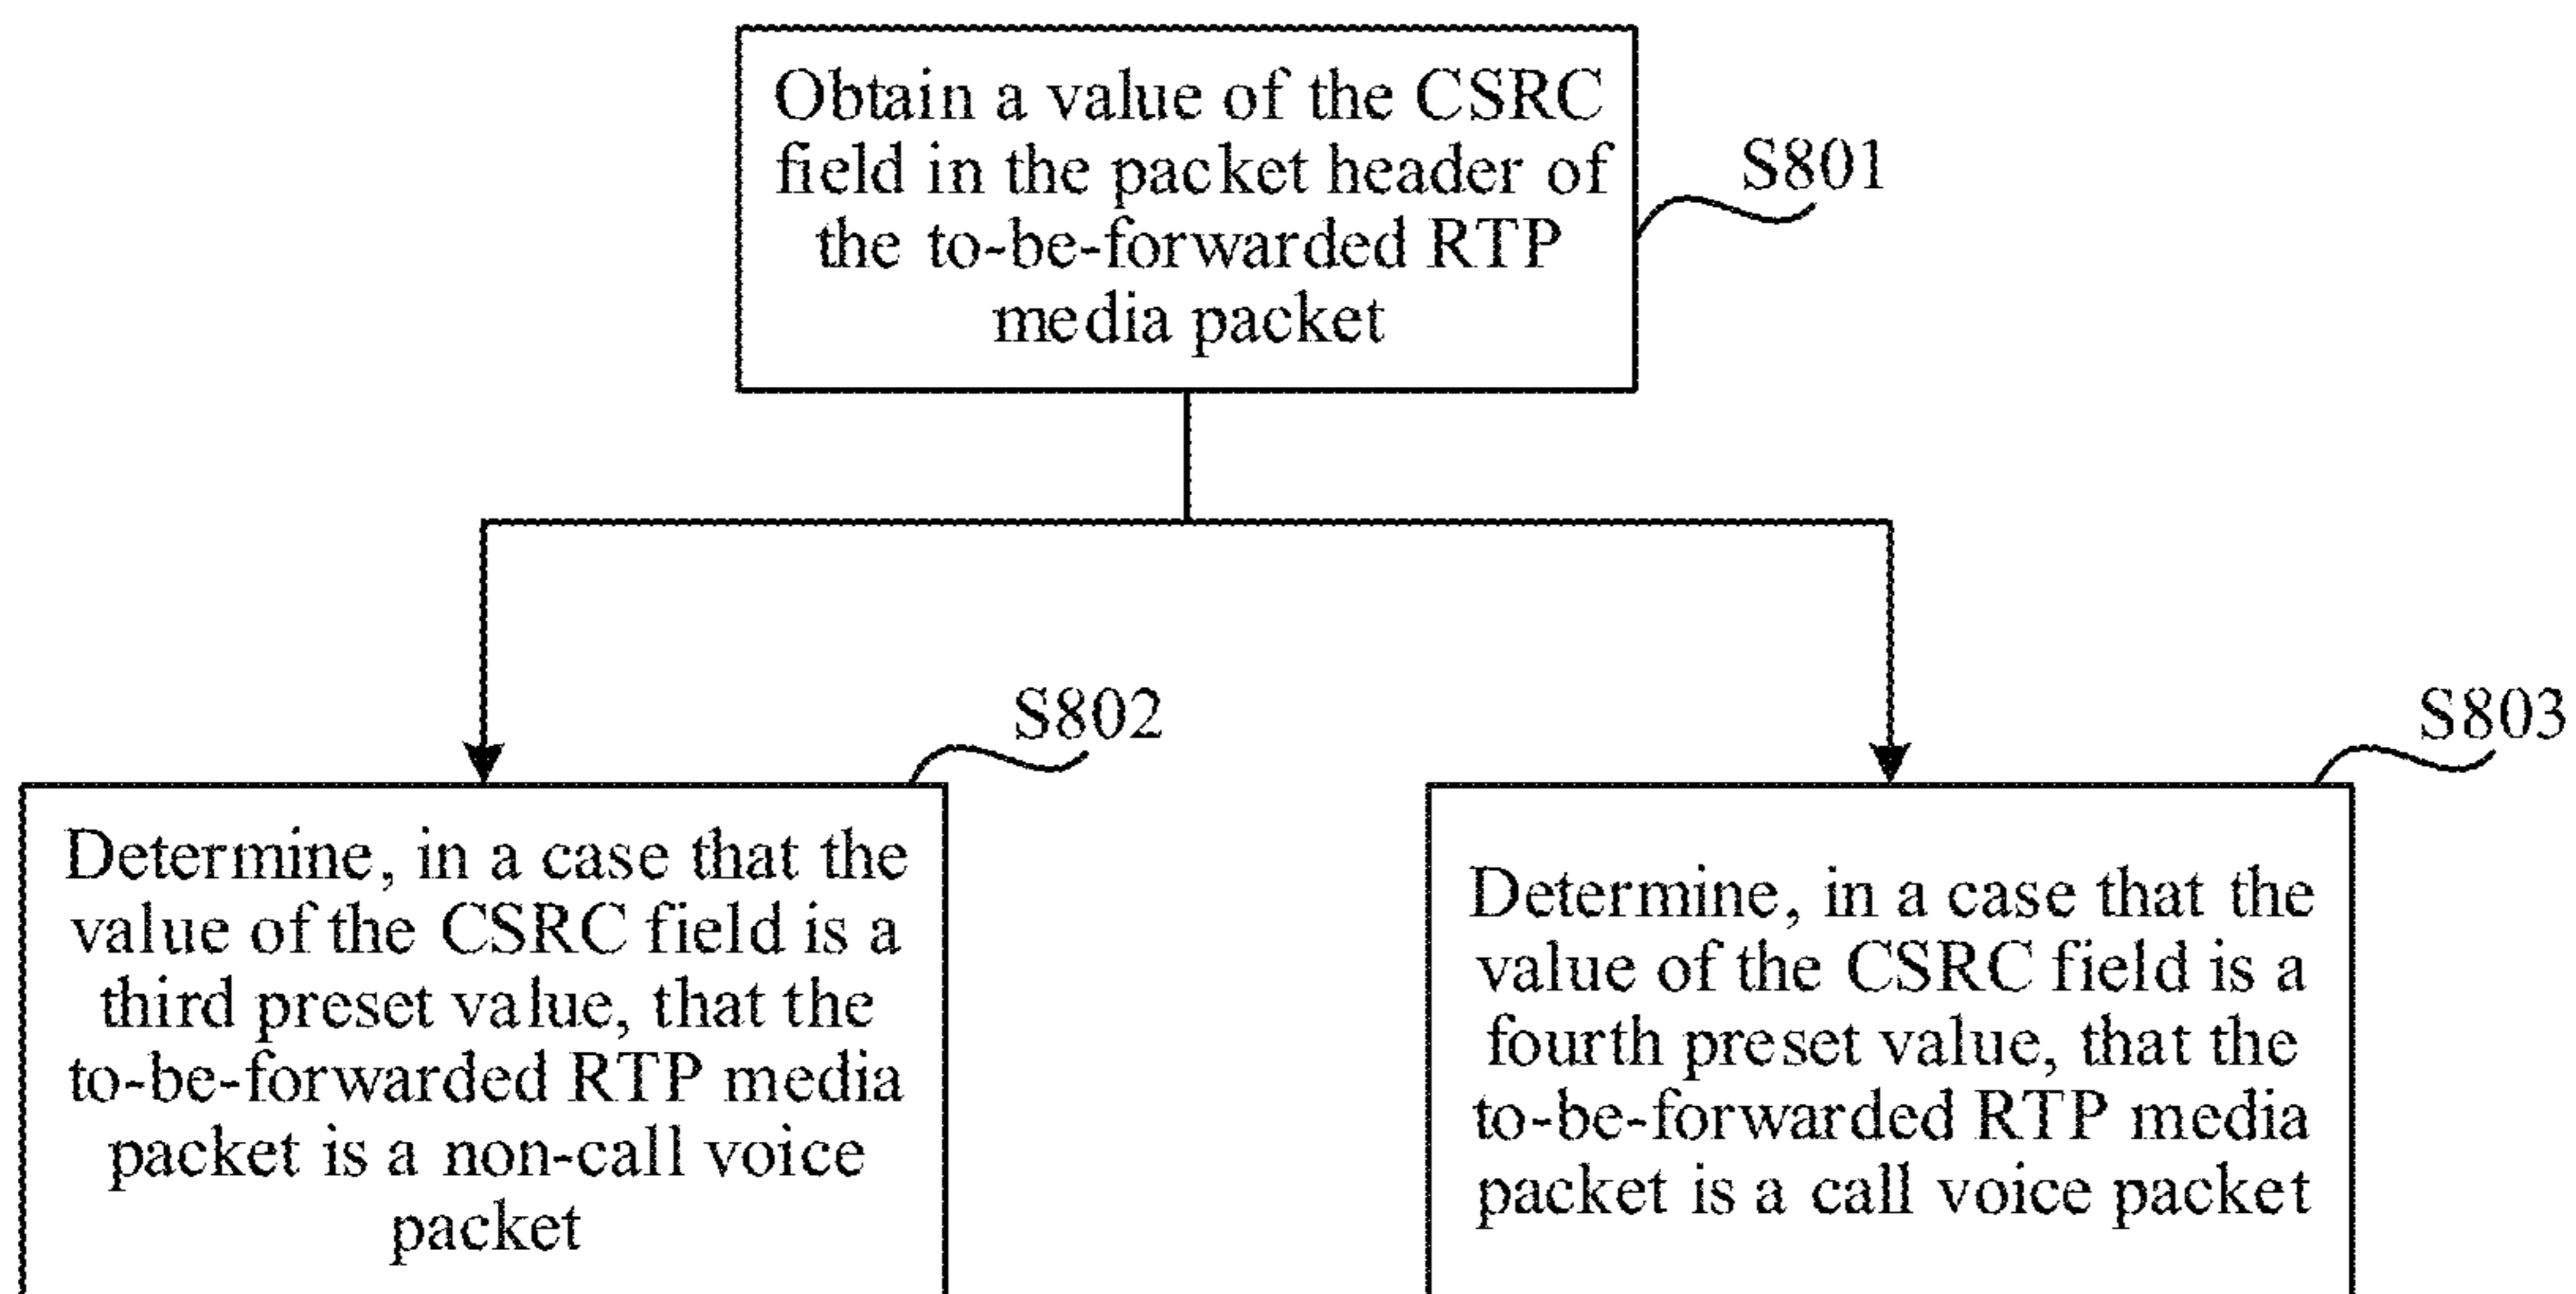 Obtain a value of the CSRC
field in the packet header of
the to-be-forwarded RTP
media packet
S801
S802
Determine, in a case that the
value of the CSRC field is a
third preset value, that the
to-be-forwarded RTP media
packet is a non-call voice
packet
S803
Determine, in a case that the
value of the CSRC field is a
fourth preset value, that the
to-be-forwarded RTP media
packet is a call voice packet